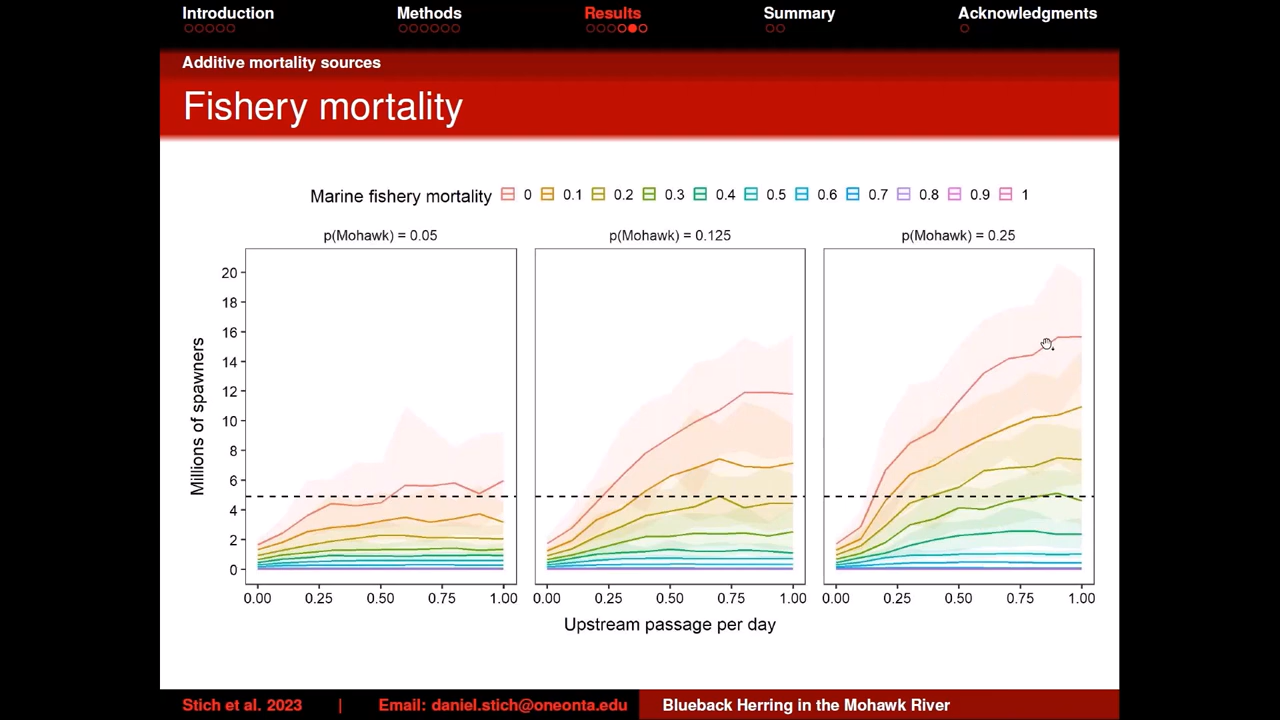 Introduction Methods Results Summary Acknowledgments
Additive mortality sources
Fishery mortality
Marine fishery mortality 0 0.1 0.2 0.3 0.4 0.5 0.6 0.7 0.8 0.9 1
p(Mohawk) = 0.05 p(Mohawk) = 0.125 p(Mohawk) = 0.25
Millions of spawners
20
18
16
14
12
10
8
6
4
2
0
0.00 0.25 0.50 0.75 1.00 0.00 0.25 0.50 0.75 1.00 0.00 0.25 0.50 0.75 1.00
Upstream passage per day
Stich et al. 2023 | Email: daniel.stich@oneonta.edu Blueback Herring in the Mohawk River